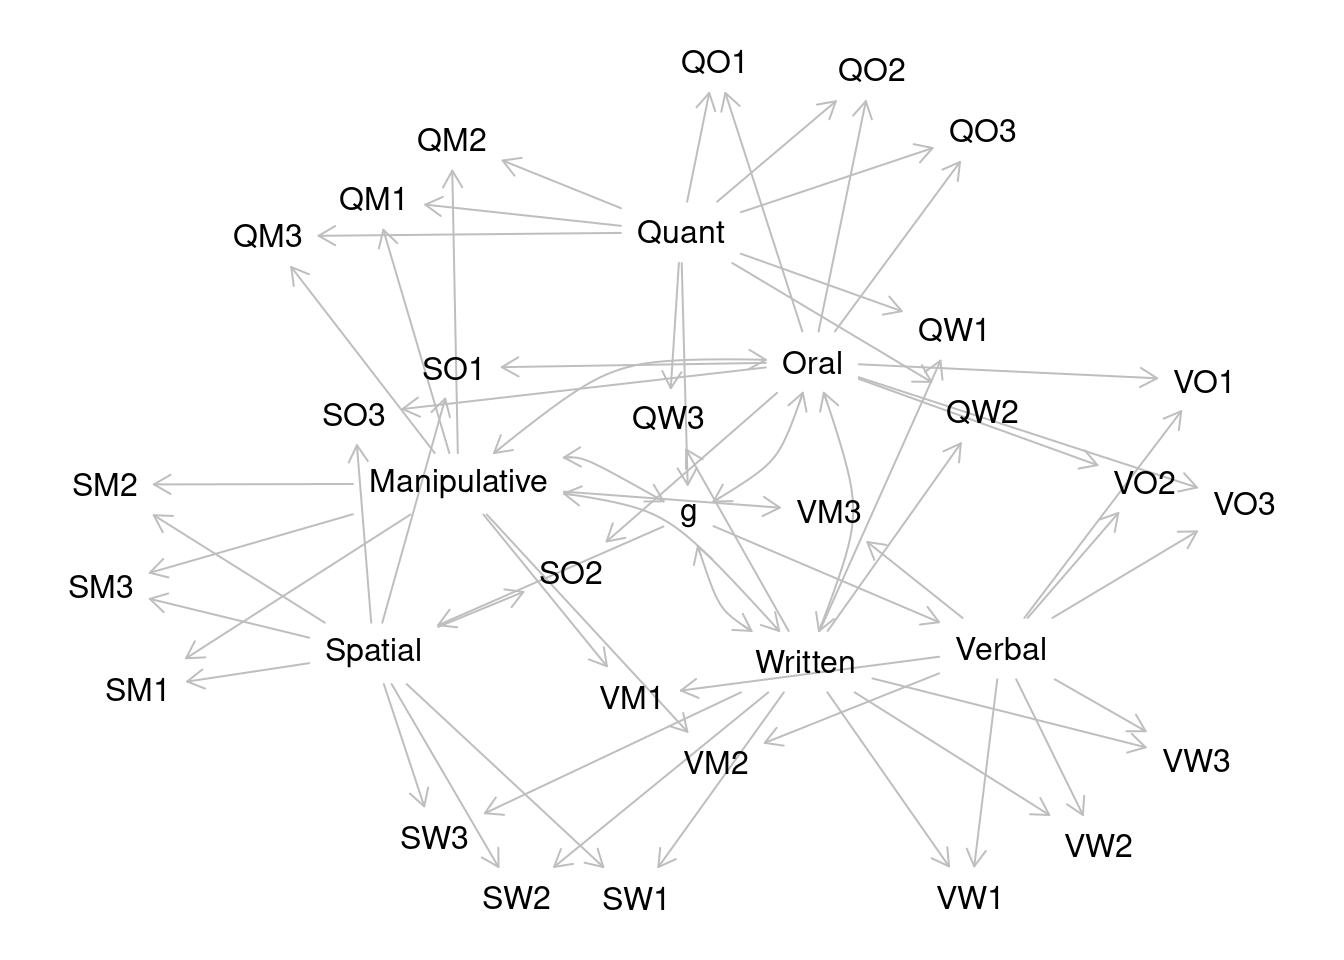 QO1
QO2
QO3
QM2
QM1
QM3
Quant
QW1
Oral
SO1
VO1
SO3
QW3
QW2
SM2
Manipulative
VO2
g
VM3
VO3
SO2
SM3
Spatial
Written
Verbal
SM1
VM1
VM2
VW3
SW3
VW2
SW2
SW1
VW1